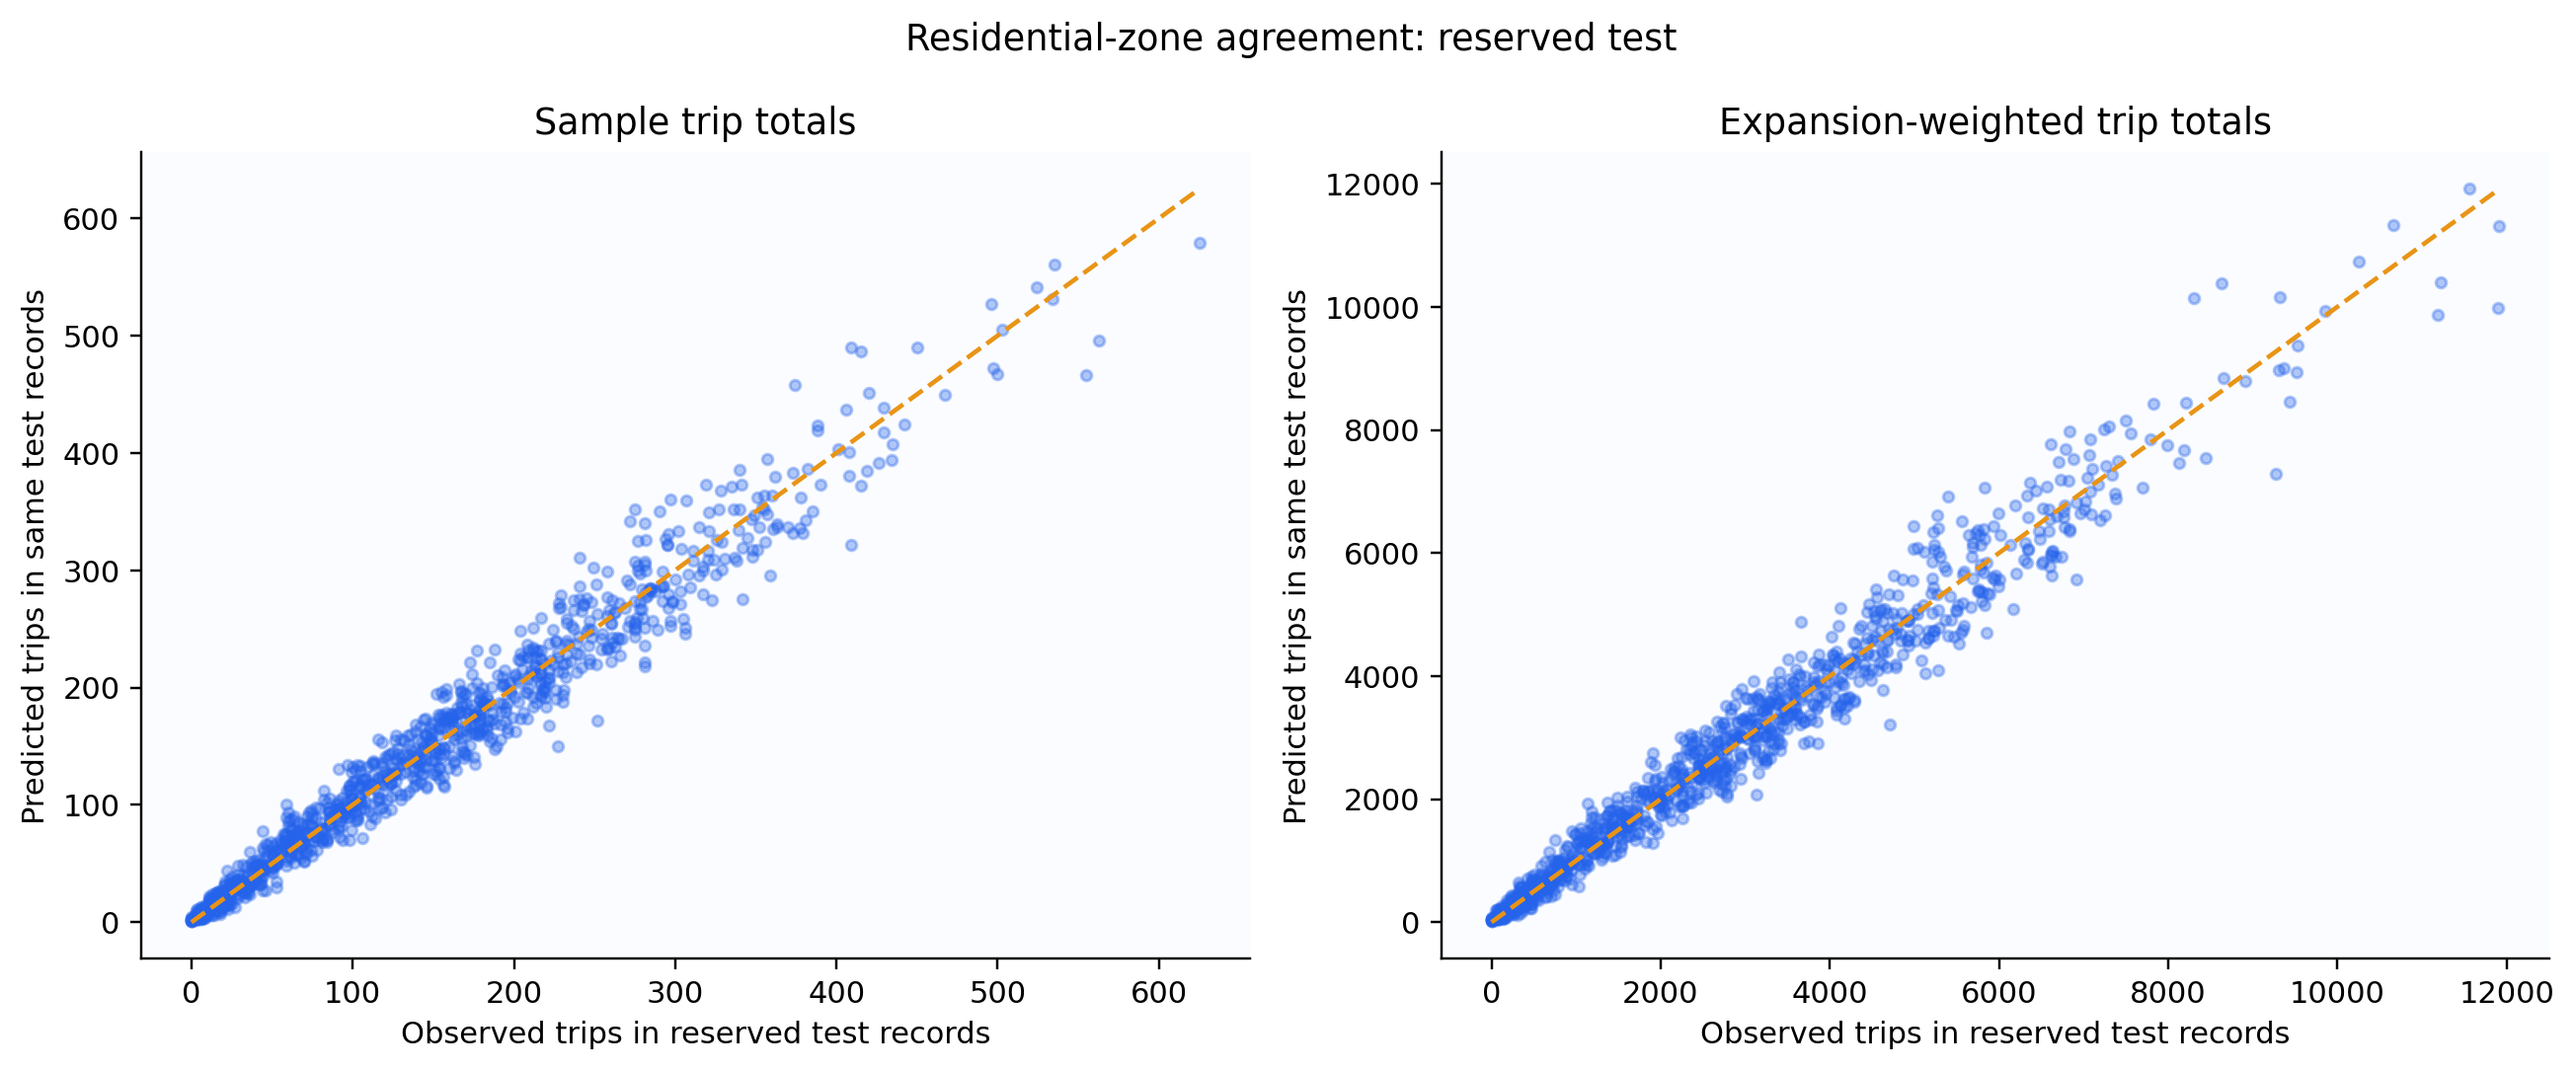 Residential-zone agreement: reserved test
Sample trip totals
Predicted trips in same test records
600
500
400
300
200
100
0
0 100 200 300 400 500 600
Observed trips in reserved test records
Expansion-weighted trip totals
Predicted trips in same test records
12000
10000
8000
6000
4000
2000
0
0 2000 4000 6000 8000 10000 12000
Observed trips in reserved test records